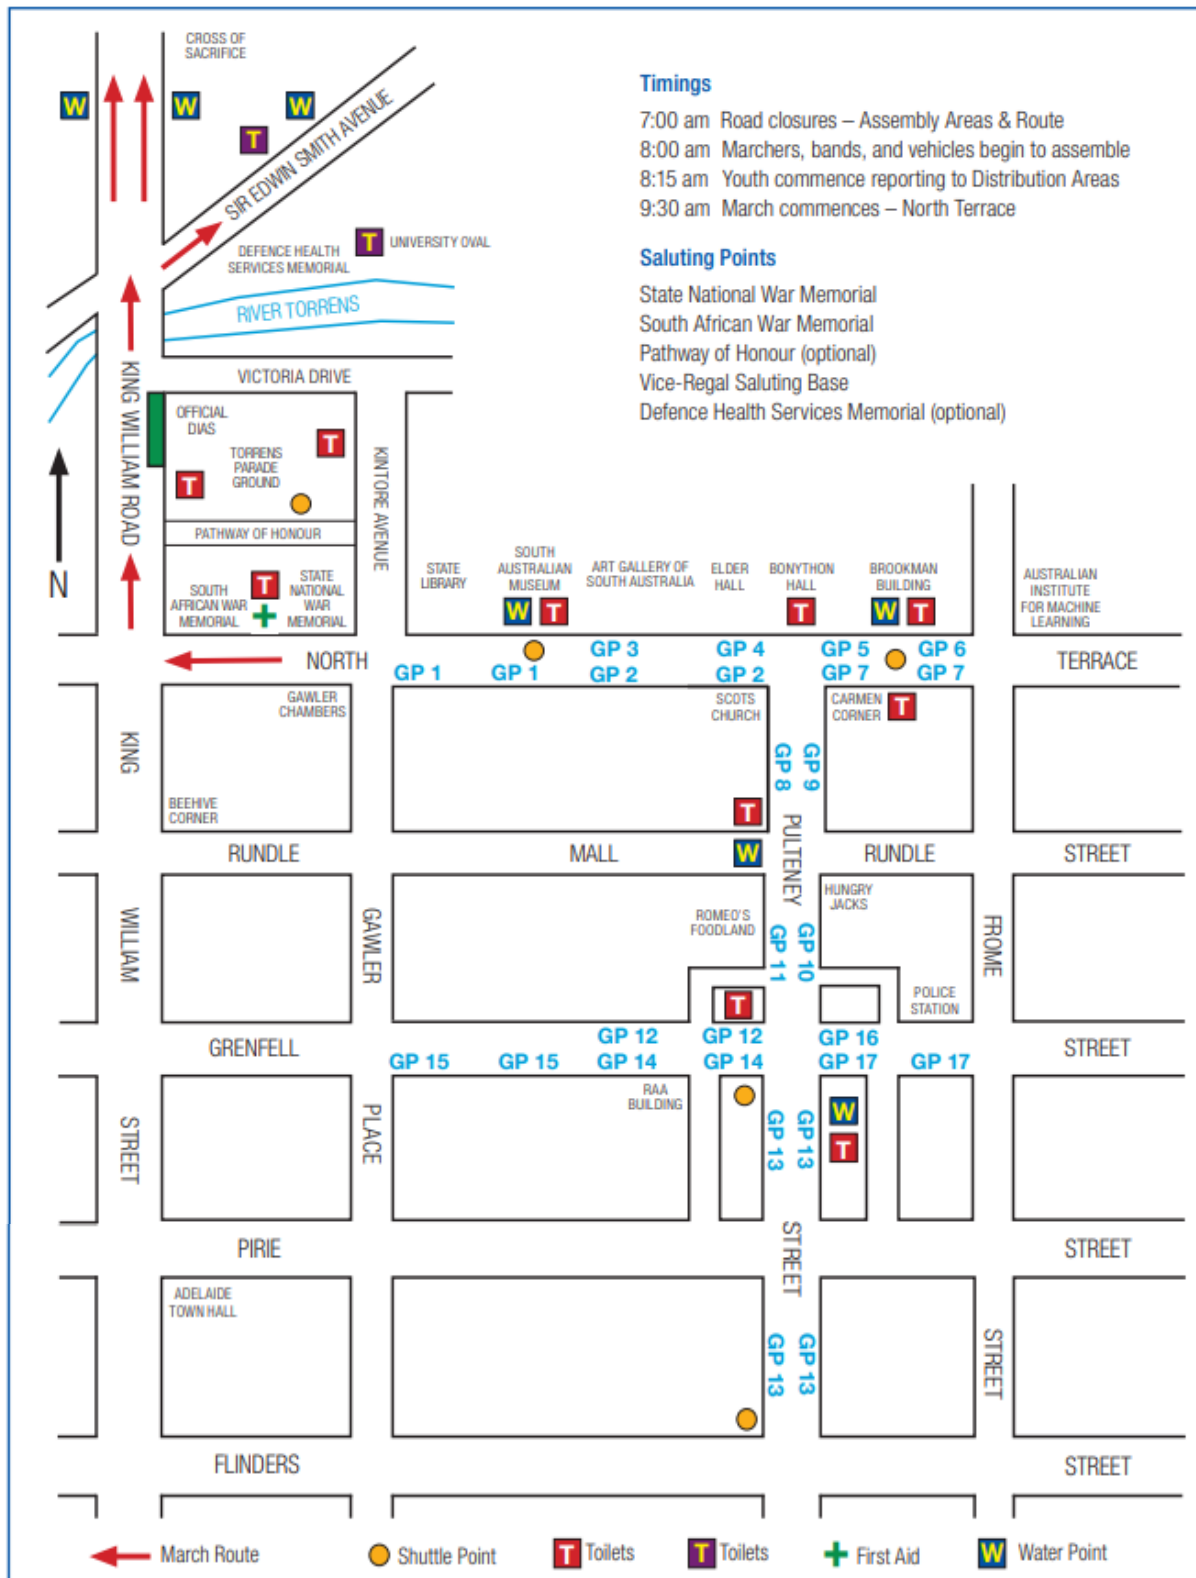 CROSS OF
SACRIFICE
W
W
W
T
SIR EDWIN SMITH AVENUE
Timings
7:00 am Road closures – Assembly Areas & Route
8:00 am Marchers, bands, and vehicles begin to assemble
8:15 am Youth commence reporting to Distribution Areas
9:30 am March commences – North Terrace
Saluting Points
State National War Memorial
South African War Memorial
Pathway of Honour (optional)
Vice-Regal Saluting Base
Defence Health Services Memorial (optional)
T
UNIVERSITY OVAL
DEFENCE HEALTH
SERVICES MEMORIAL
RIVER TORRENS
VICTORIA DRIVE
KING WILLIAM ROAD
OFFICIAL
DIAS
TORRENS
PARADE
GROUND
T
T
KINTORE AVENUE
PATHWAY OF HONOUR
N
SOUTH
AFRICAN WAR
MEMORIAL
T
STATE
NATIONAL
WAR
MEMORIAL
STATE
LIBRARY
SOUTH
AUSTRALIAN
MUSEUM
W
T
ART GALLERY OF
SOUTH AUSTRALIA
ELDER
HALL
BONYTHON
HALL
T
BROOKMAN
BUILDING
W
T
AUSTRALIAN
INSTITUTE
FOR MACHINE
LEARNING
NORTH
TERRACE
GP 3
GP 4
GP 5
GP 6
GP 1
GP 1
GP 2
GP 2
GP 7
GP 7
GAWLER
CHAMBERS
SCOTS
CHURCH
CARMEN
CORNER
T
KING
GP 8
GP 9
BEEHIVE
CORNER
T
PULTENEY
RUNDLE
MALL
W
RUNDLE
STREET
WILLIAM
GAWLER
ROMEO'S
FOODLAND
HUNGRY
JACKS
FROME
GP 11
GP 10
T
POLICE
STATION
GRENFELL
GP 12
GP 12
GP 16
STREET
GP 15
GP 15
GP 14
GP 14
GP 17
GP 17
STREET
PLACE
RAA
BUILDING
GP 13
GP 13
W
T
PIRIE
STREET
STREET
ADELAIDE
TOWN HALL
GP 13
GP 13
STREET
FLINDERS
STREET
March Route
Shuttle Point
T Toilets
T Toilets
First Aid
W Water Point